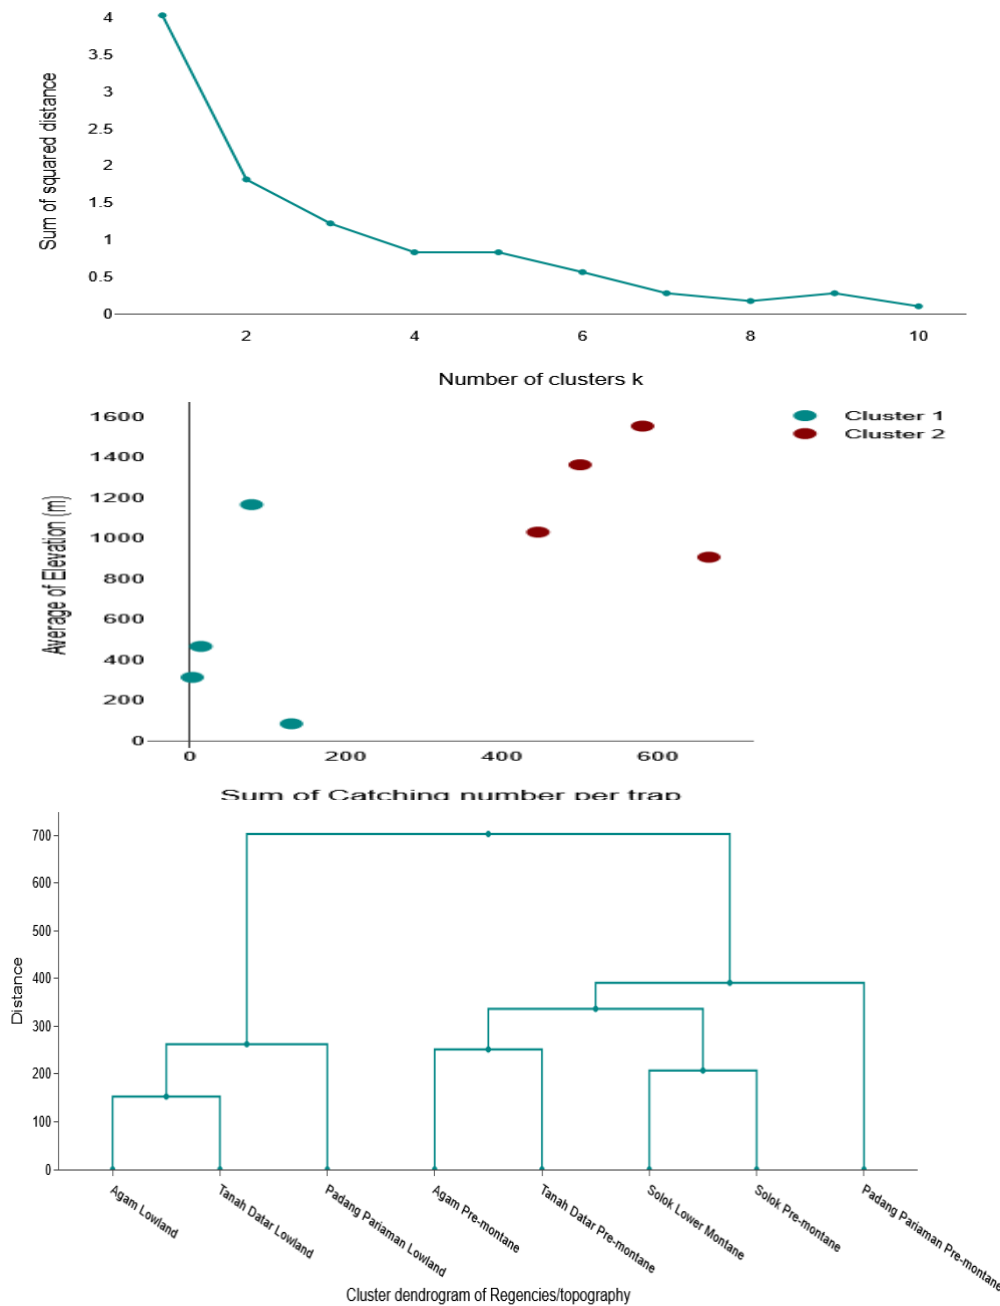 4
3.5
3
2.5
2
1.5
1
0.5
0
Sum of squared distance
2 4 6 8 10
Number of clusters k
1600
1400
1200
1000
800
600
400
200
0
Average of Elevation (m)
Cluster 1
Cluster 2
0 200 400 600
Sum of Catching number per trap
700
600
500
400
300
200
100
0
Distance
Agam Lowland
Tanah Datar Lowland
Padang Pariaman Lowland
Agam Pre-montane
Tanah Datar Pre-montane
Solok Lower Montane
Solok Pre-montane
Padang Pariaman Pre-montane
Cluster dendrogram of Regencies/topography